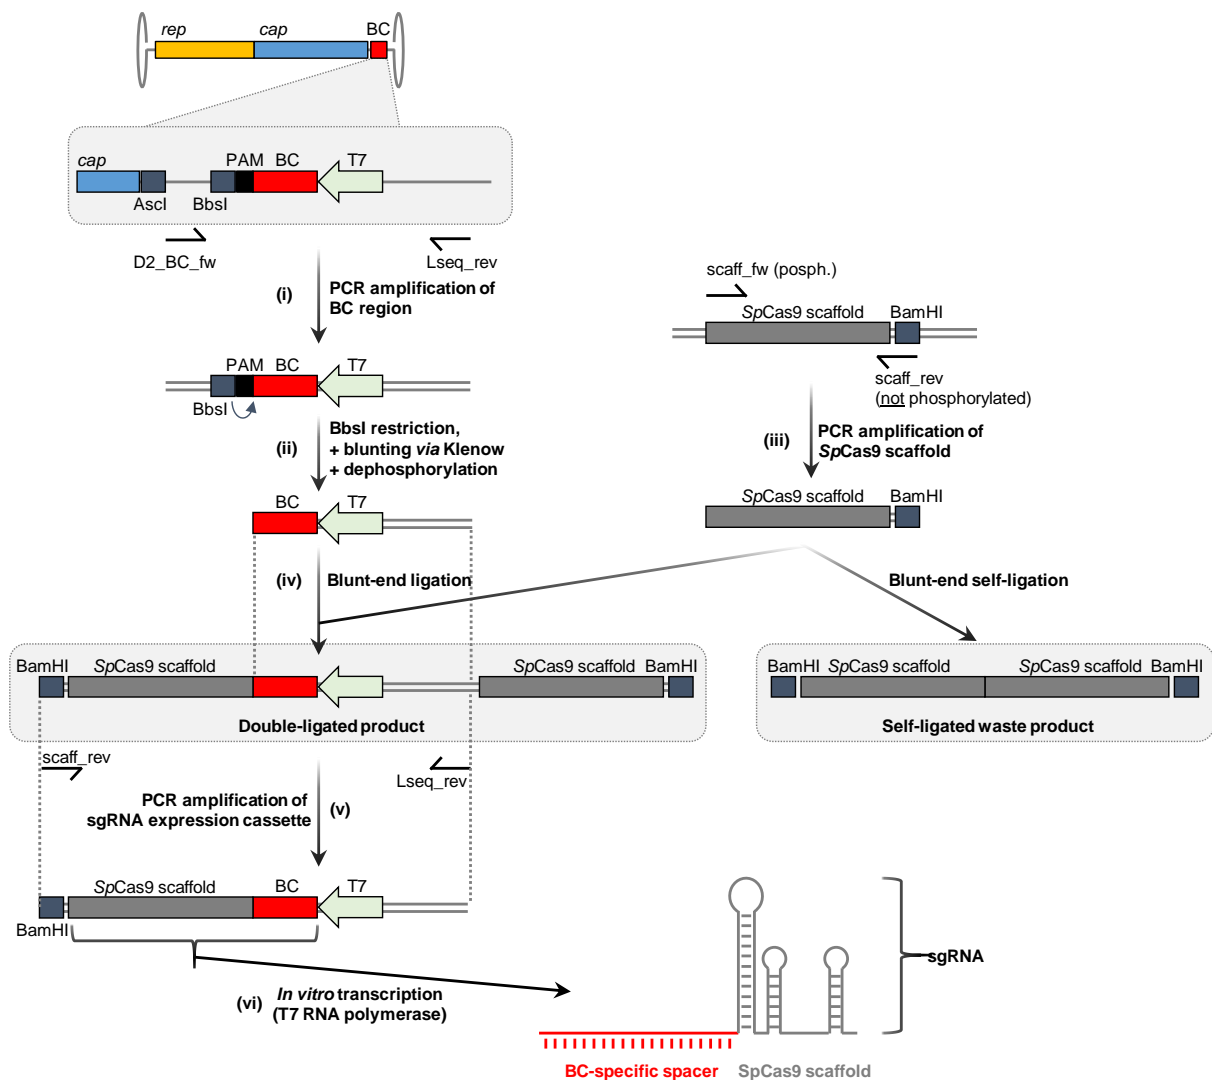 rep
cap
BC
cap
PAM
BC
T7
AscI
BbsI
D2_BC_fw
Lseq_rev
(i)
PCR amplification of
BC region
scaff_fw (posph.)
SpCas9 scaffold
BamHI
scaff_rev
(not phosphorylated)
PAM
BC
T7
BbsI
(ii)
BbsI restriction,
+ blunting via Klenow
+ dephosphorylation
(iii)
PCR amplification of
SpCas9 scaffold
BC
T7
SpCas9 scaffold
BamHI
(iv)
Blunt-end ligation
Blunt-end self-ligation
BamHI
SpCas9 scaffold
SpCas9 scaffold
BamHI
Double-ligated product
BamHI
SpCas9 scaffold
SpCas9 scaffold
BamHI
Self-ligated waste product
scaff_rev
Lseq_rev
PCR amplification of
sgRNA expression cassette
(v)
SpCas9 scaffold
BC
T7
BamHI
(vi)
In vitro transcription
(T7 RNA polymerase)
sgRNA
BC-specific spacer
SpCas9 scaffold